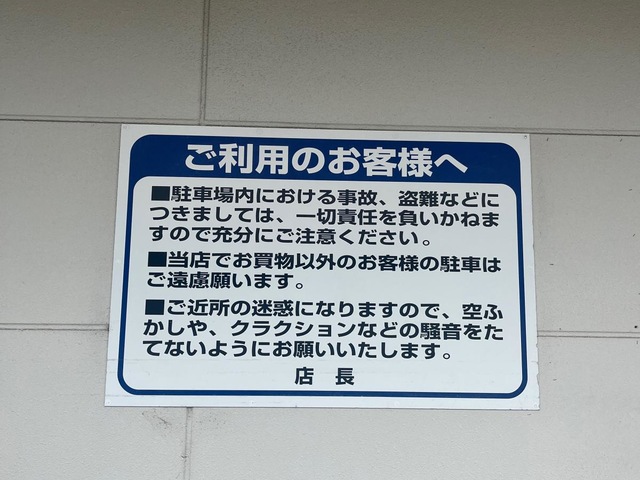 ご利用のお客様へ
■駐車場内における事故、盗難などに
つきましては、一切責任を負いかねま
すので充分にご注意ください。
■当店でお買物以外のお客様の駐車は
ご遠慮願います。
■ご近所の迷惑になりますので、空ふ
かしや、クラクションなどの騒音をた
てないようにお願いいたします。
店 長